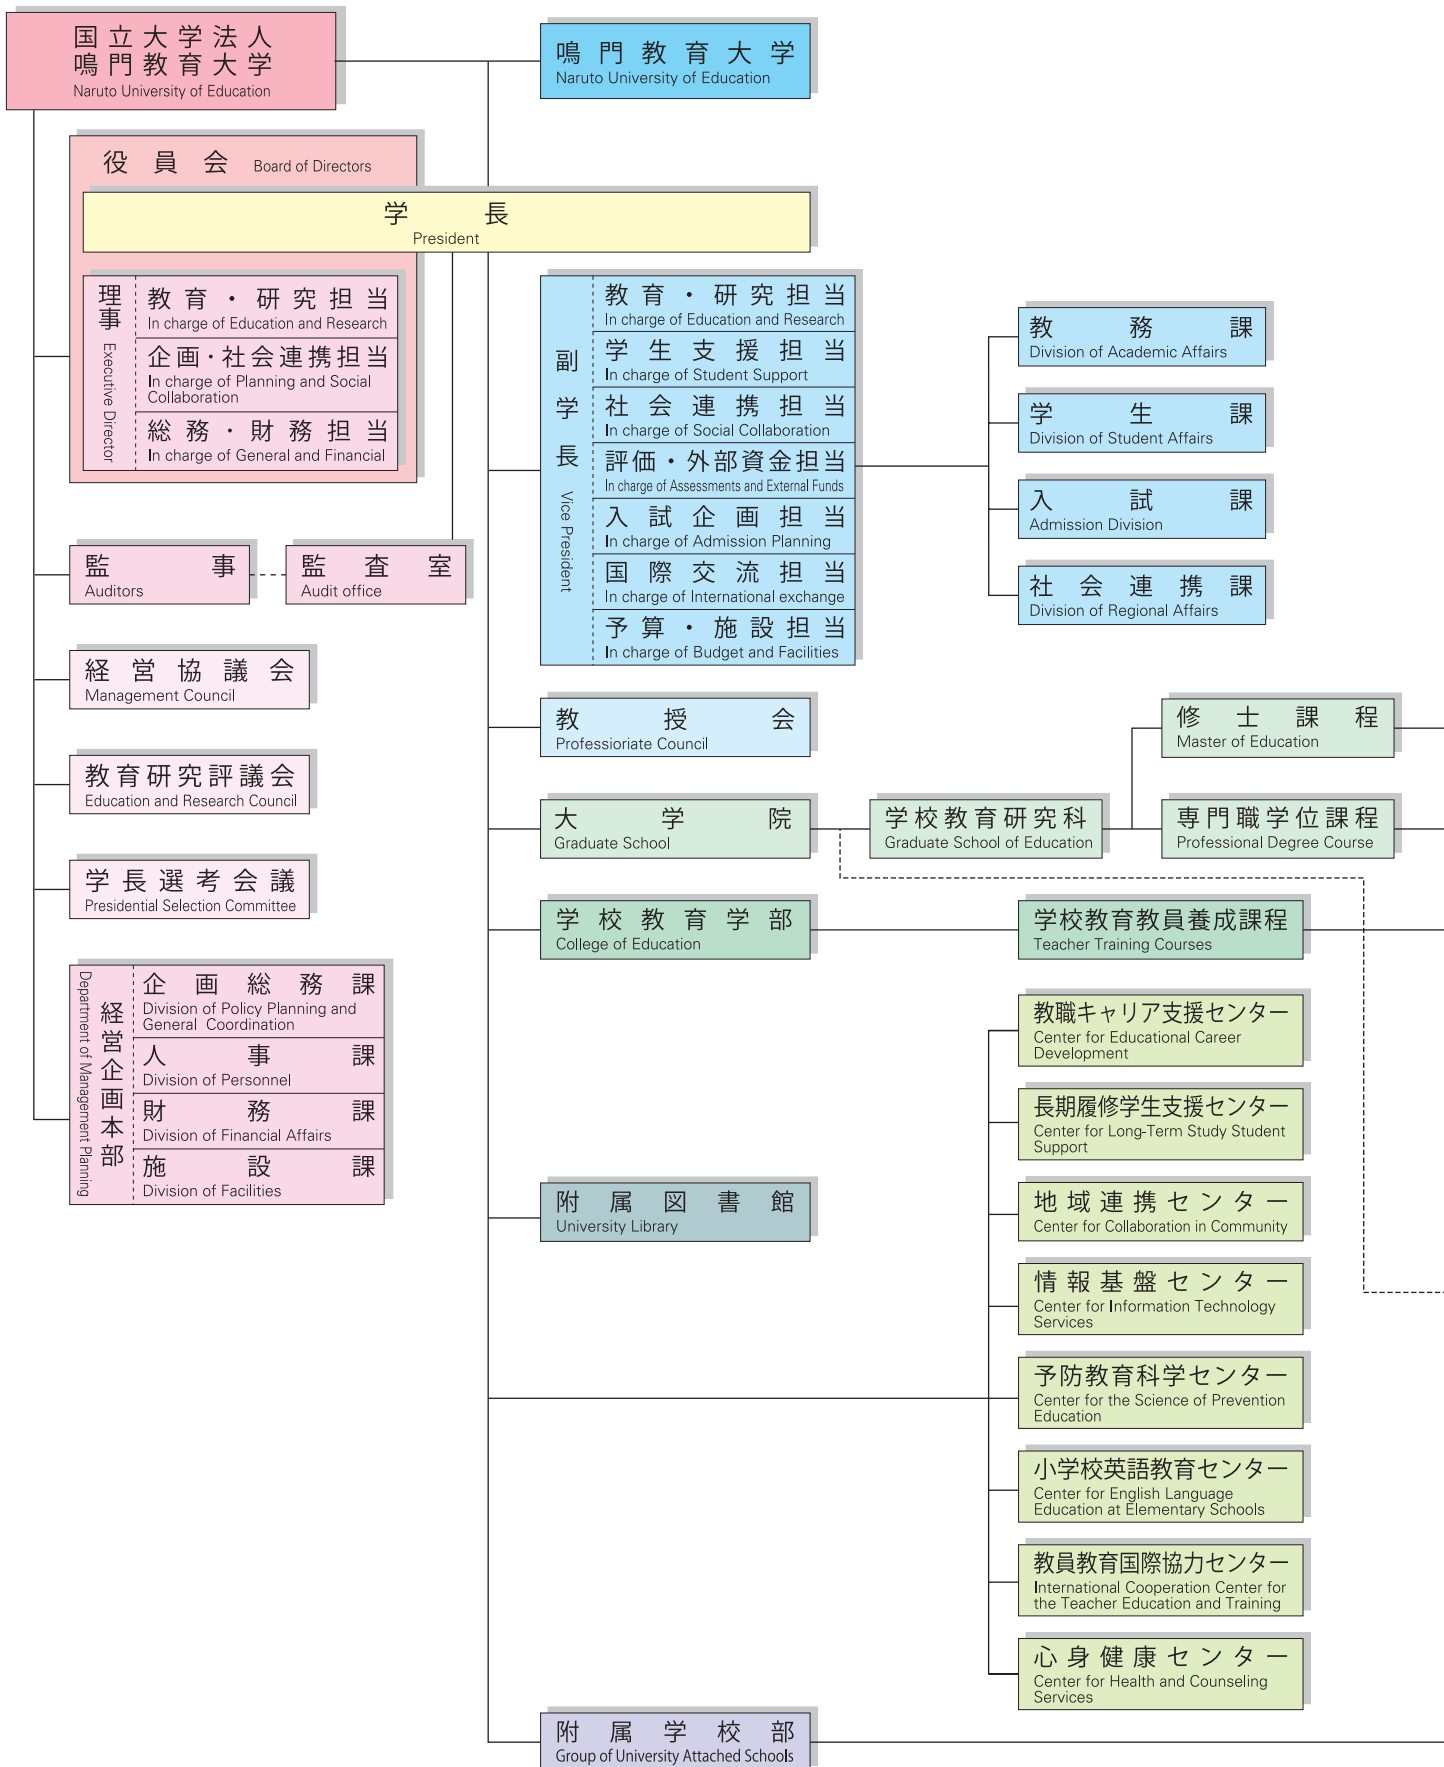 国立大学法人
鳴門教育大学
Naruto University of Education
鳴門教育大学
Naruto University of Education
役員会 Board of Directors
学長
President
理事 Executive Director
教育・研究担当
In charge of Education and Research
企画・社会連携担当
In charge of Planning and Social
Collaboration
総務・財務担当
In charge of General and Financial
監事
Auditors
監査室
Audit office
経営協議会
Management Council
教育研究評議会
Education and Research Council
学長選考会議
Presidential Selection Committee
経営企画本部
Department of Management Planning
企画総務課
Division of Policy Planning and
General Coordination
人事課
Division of Personnel
財務課
Division of Financial Affairs
施設課
Division of Facilities
副学長 Vice President
教育・研究担当
In charge of Education and Research
学生支援担当
In charge of Student Support
社会連携担当
In charge of Social Collaboration
評価・外部資金担当
In charge of Assessments and External Funds
入試企画担当
In charge of Admission Planning
国際交流担当
In charge of International exchange
予算・施設担当
In charge of Budget and Facilities
教務課
Division of Academic Affairs
学生課
Division of Student Affairs
入試課
Admission Division
社会連携課
Division of Regional Affairs
教授会
Professioriate Council
大学院
Graduate School
学校教育研究科
Graduate School of Education
修士課程
Master of Education
専門職学位課程
Professional Degree Course
学校教育学部
College of Education
学校教育教員養成課程
Teacher Training Courses
附属図書館
University Library
教職キャリア支援センター
Center for Educational Career
Development
長期履修学生支援センター
Center for Long-Term Study Student
Support
地域連携センター
Center for Collaboration in Community
情報基盤センター
Center for Information Technology
Services
予防教育科学センター
Center for the Science of Prevention
Education
小学校英語教育センター
Center for English Language
Education at Elementary Schools
教員教育国際協力センター
International Cooperation Center for
the Teacher Education and Training
心身健康センター
Center for Health and Counseling
Services
附属学校部
Group of University Attached Schools